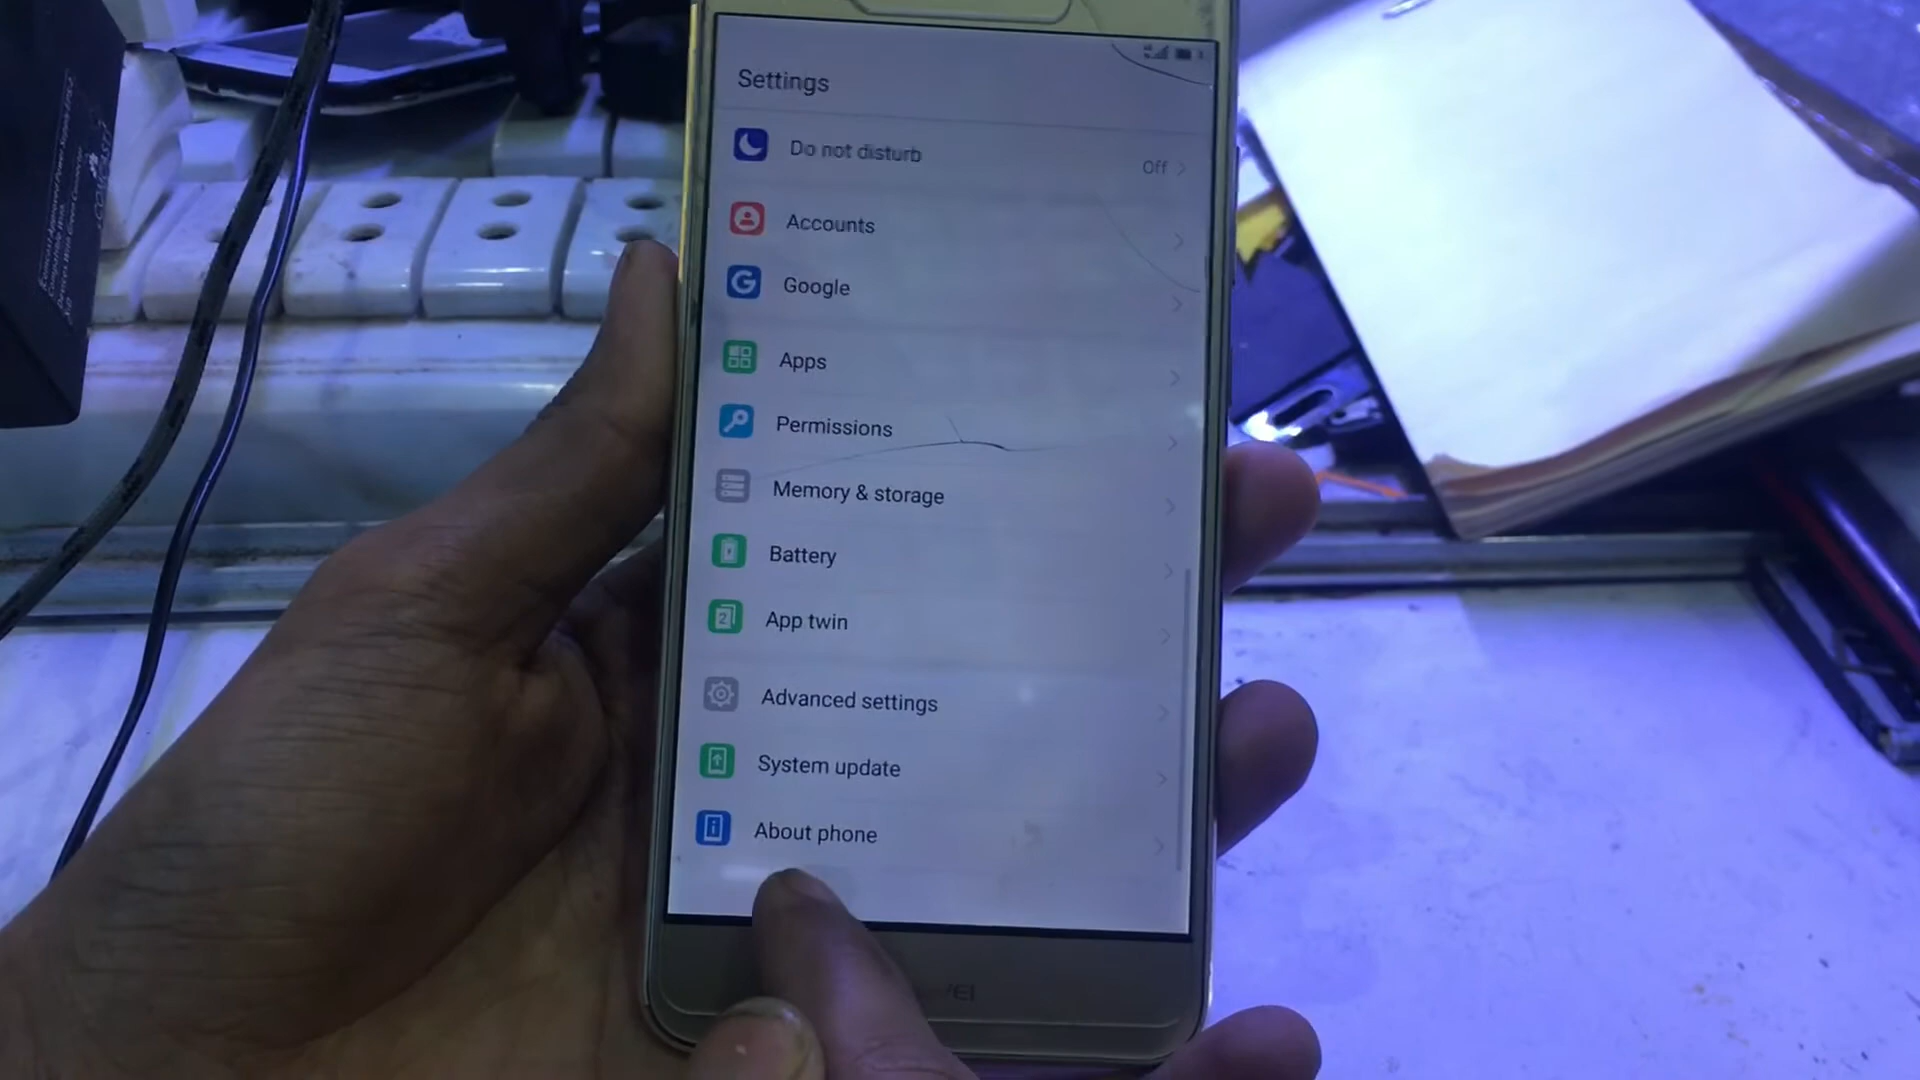 Settings
Do not disturb
Off
Accounts
Google
Apps
Permissions
Memory & storage
Battery
App twin
Advanced settings
System update
About phone